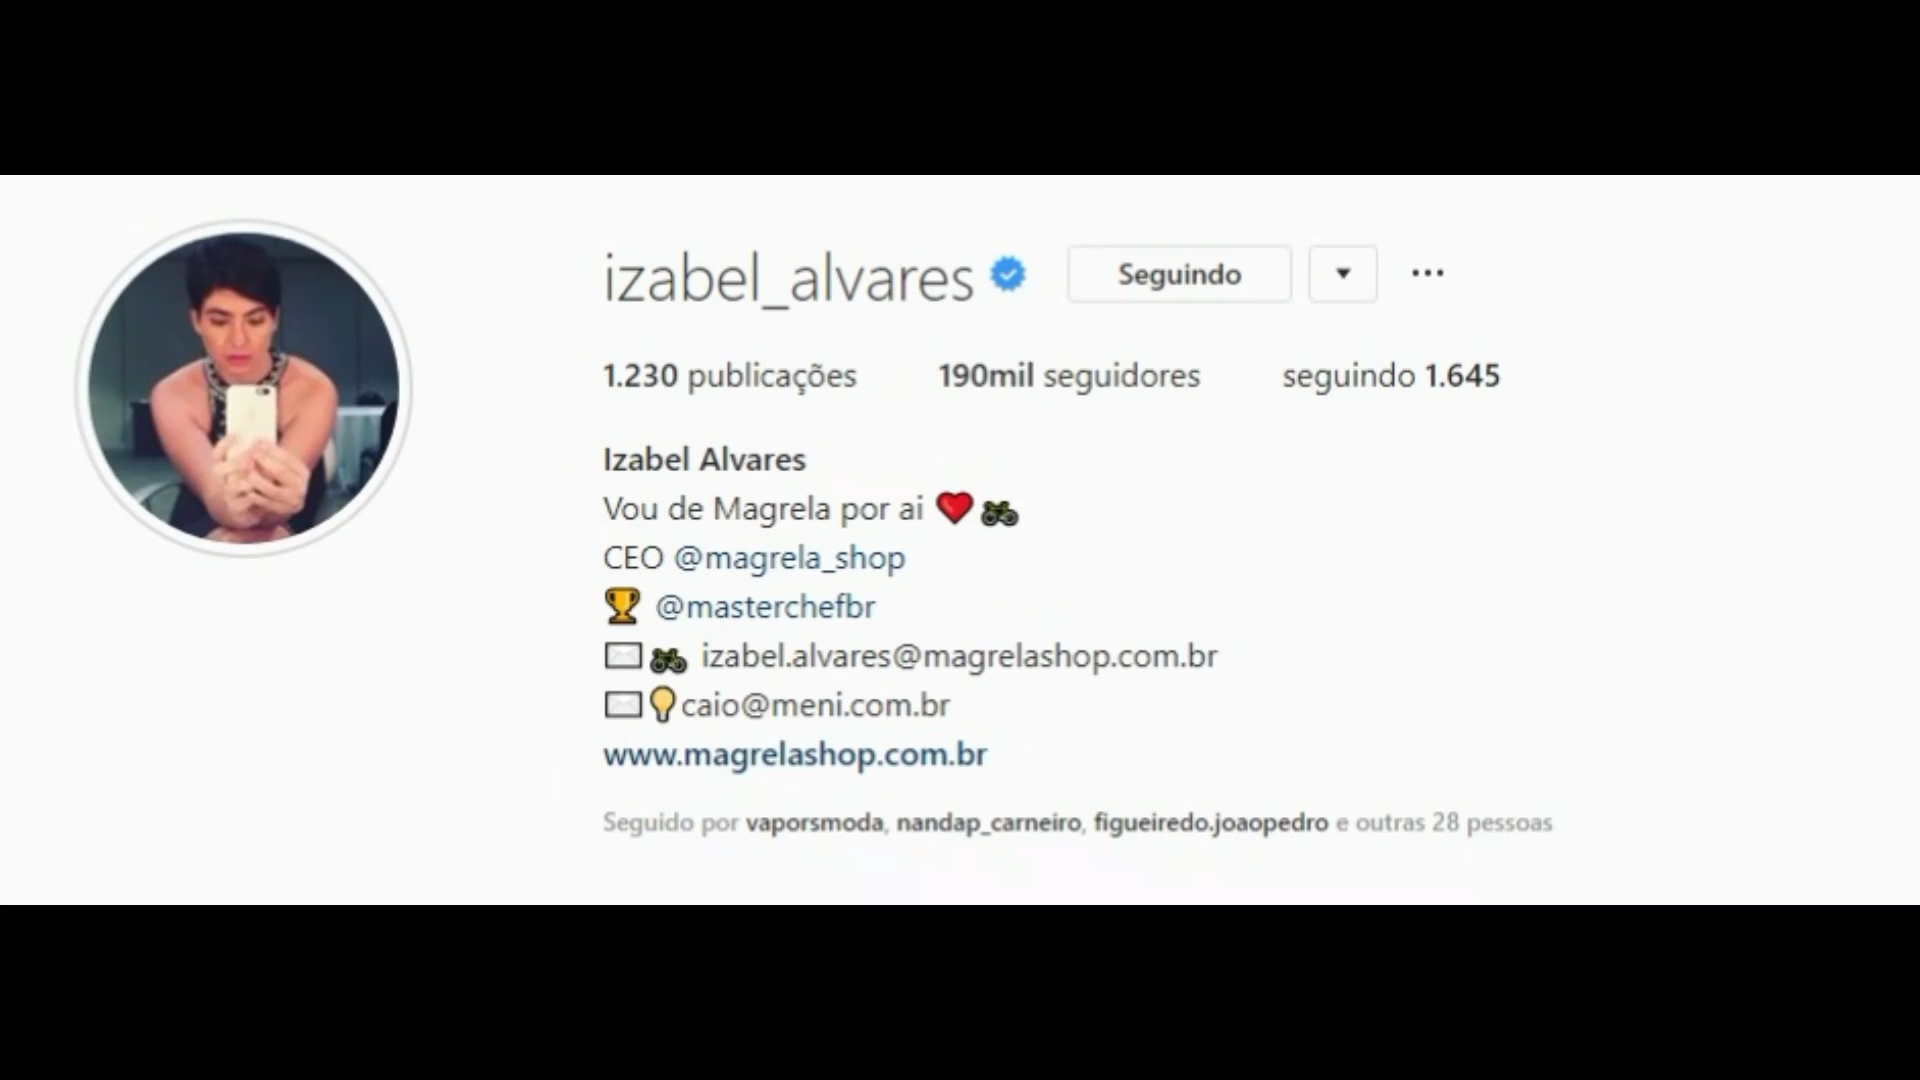 izabel_alvares Seguindo
1.230 publicações 190mil seguidores seguindo 1.645
Izabel Alvares
Vou de Magrela por ai
CEO @magrela_shop
@masterchefbr
izabel.alvares@magrelashop.com.br
caio@meni.com.br
www.magrelashop.com.br
Seguido por vaporsmoda, nandap_carneiro, figueiredo.joaopedro e outras 28 pessoas